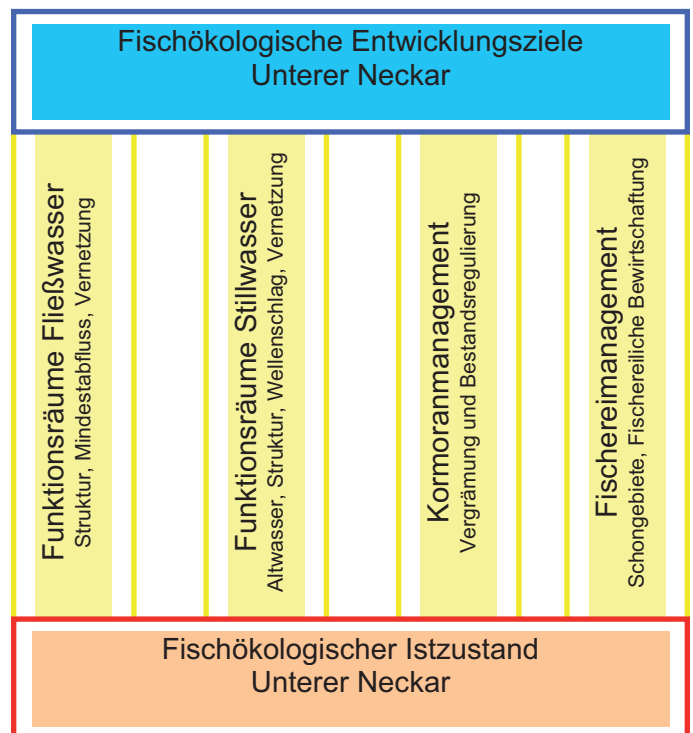 Fischökologische Entwicklungsziele
Unterer Neckar
Funktionsräume Fließwasser
Struktur, Mindestabfluss, Vernetzung
Funktionsräume Stillwasser
Altwasser, Struktur, Wellenschlag, Vernetzung
Kormoranmanagement
Vergrämung und Bestandsregulierung
Fischereimanagement
Schongebiete, Fischereiliche Bewirtschaftung
Fischökologischer Istzustand
Unterer Neckar